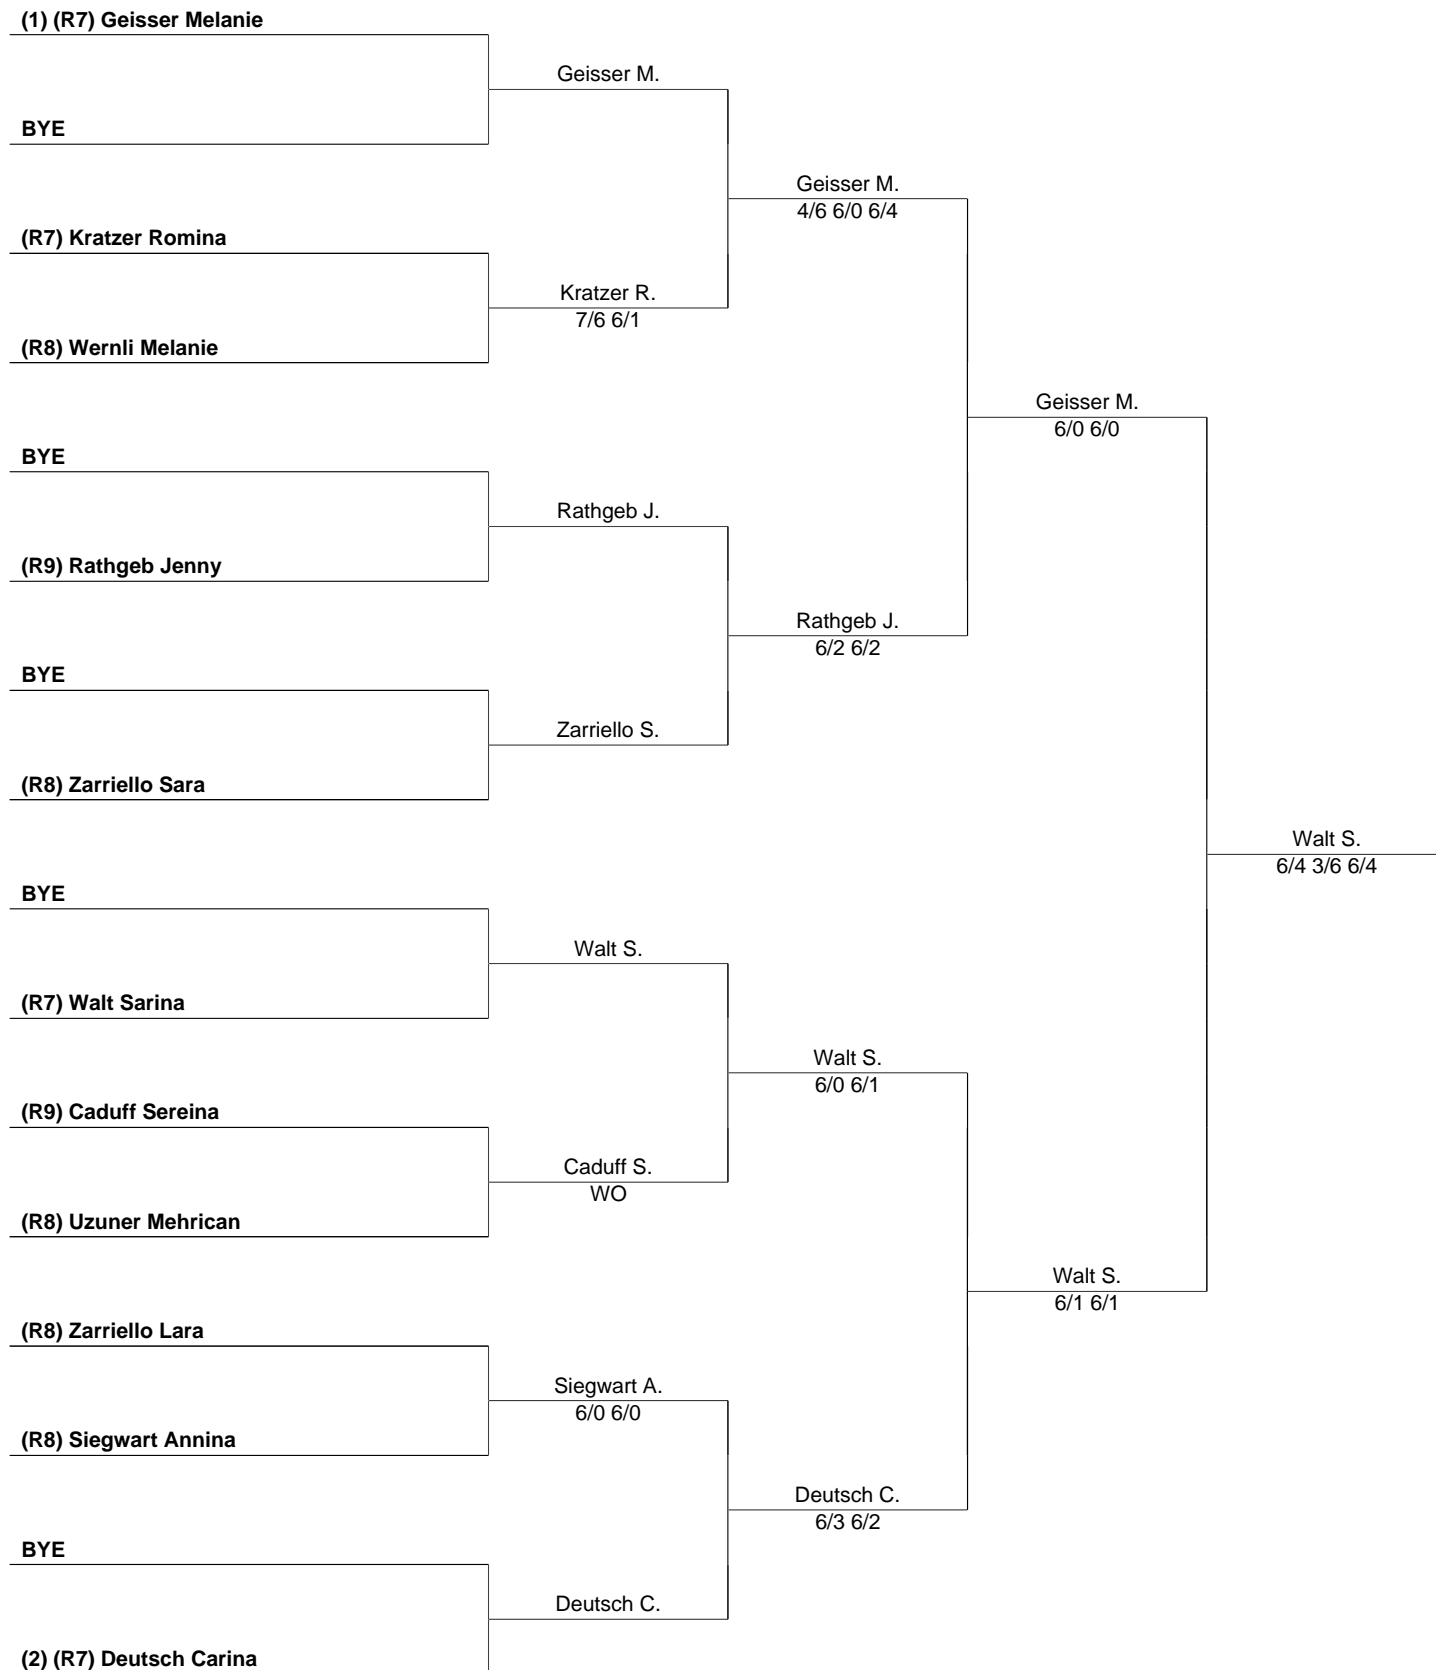 (1) (R7) Geisser Melanie
Geisser M.
BYE
Geisser M.
4/6 6/0 6/4
(R7) Kratzer Romina
Kratzer R.
7/6 6/1
(R8) Wernli Melanie
Geisser M.
6/0 6/0
BYE
Rathgeb J.
(R9) Rathgeb Jenny
Rathgeb J.
6/2 6/2
BYE
Zarriello S.
(R8) Zarriello Sara
Walt S.
6/4 3/6 6/4
BYE
Walt S.
(R7) Walt Sarina
Walt S.
6/0 6/1
(R9) Caduff Sereina
Caduff S.
WO
(R8) Uzuner Mehrican
Walt S.
6/1 6/1
(R8) Zarriello Lara
Siegwart A.
6/0 6/0
(R8) Siegwart Annina
Deutsch C.
6/3 6/2
BYE
Deutsch C.
(2) (R7) Deutsch Carina